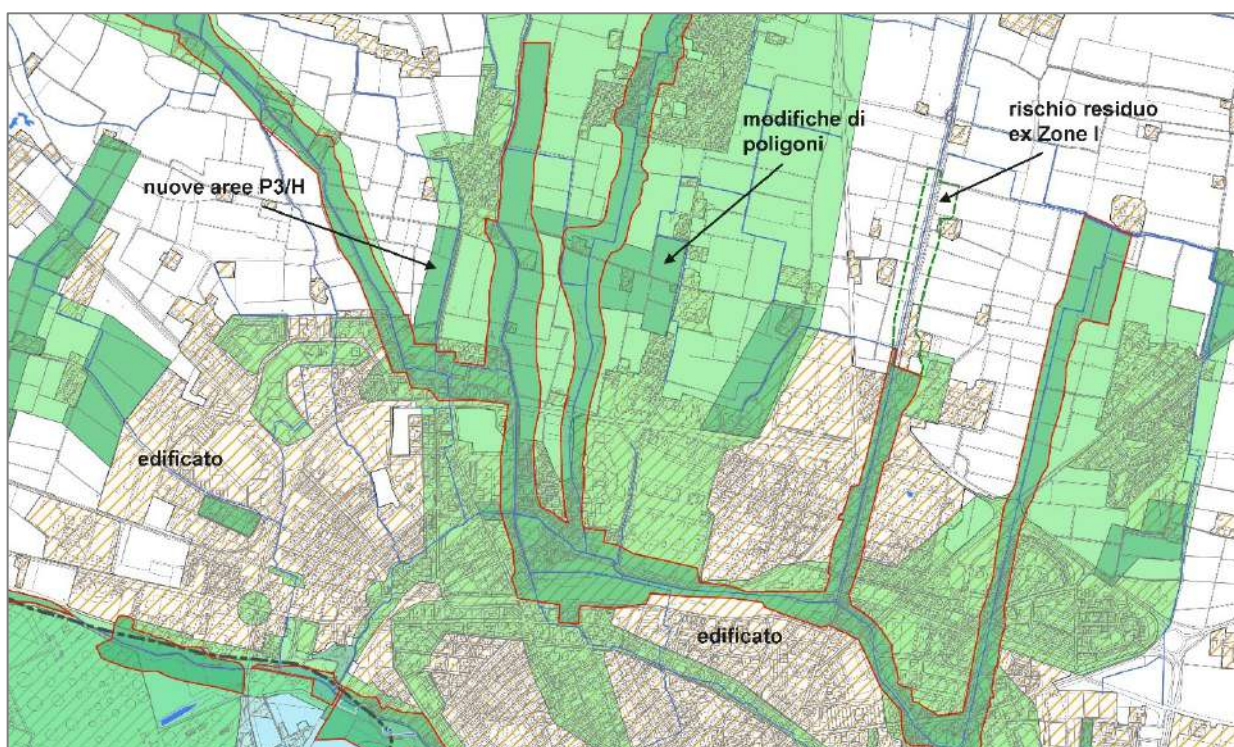 modifiche di
poligoni
rischio residuo
ex Zone I
nuove aree P3/H
edificato
edificato